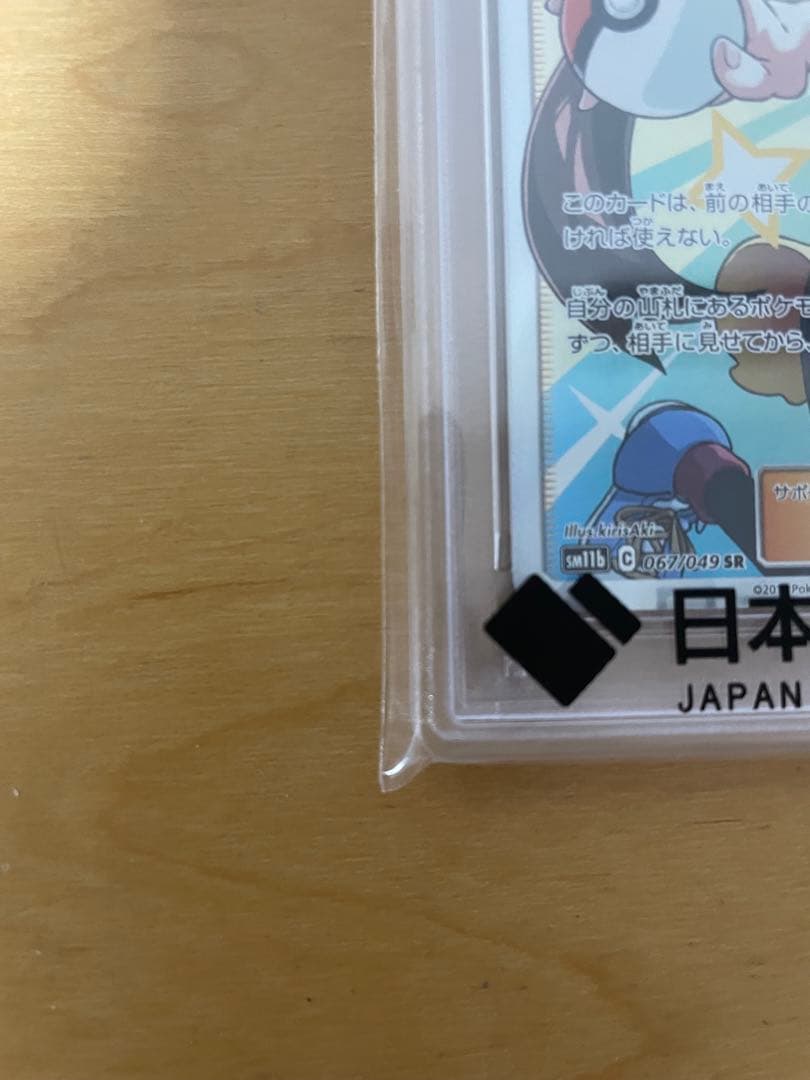 このカードは、前の相手の
ければ使えない。
自分の山札にあるポケモ
ずつ、相手に見せてから、
サポ
Illus. kirisAki
sm11b C 067/049 SR
日本
JAPAN